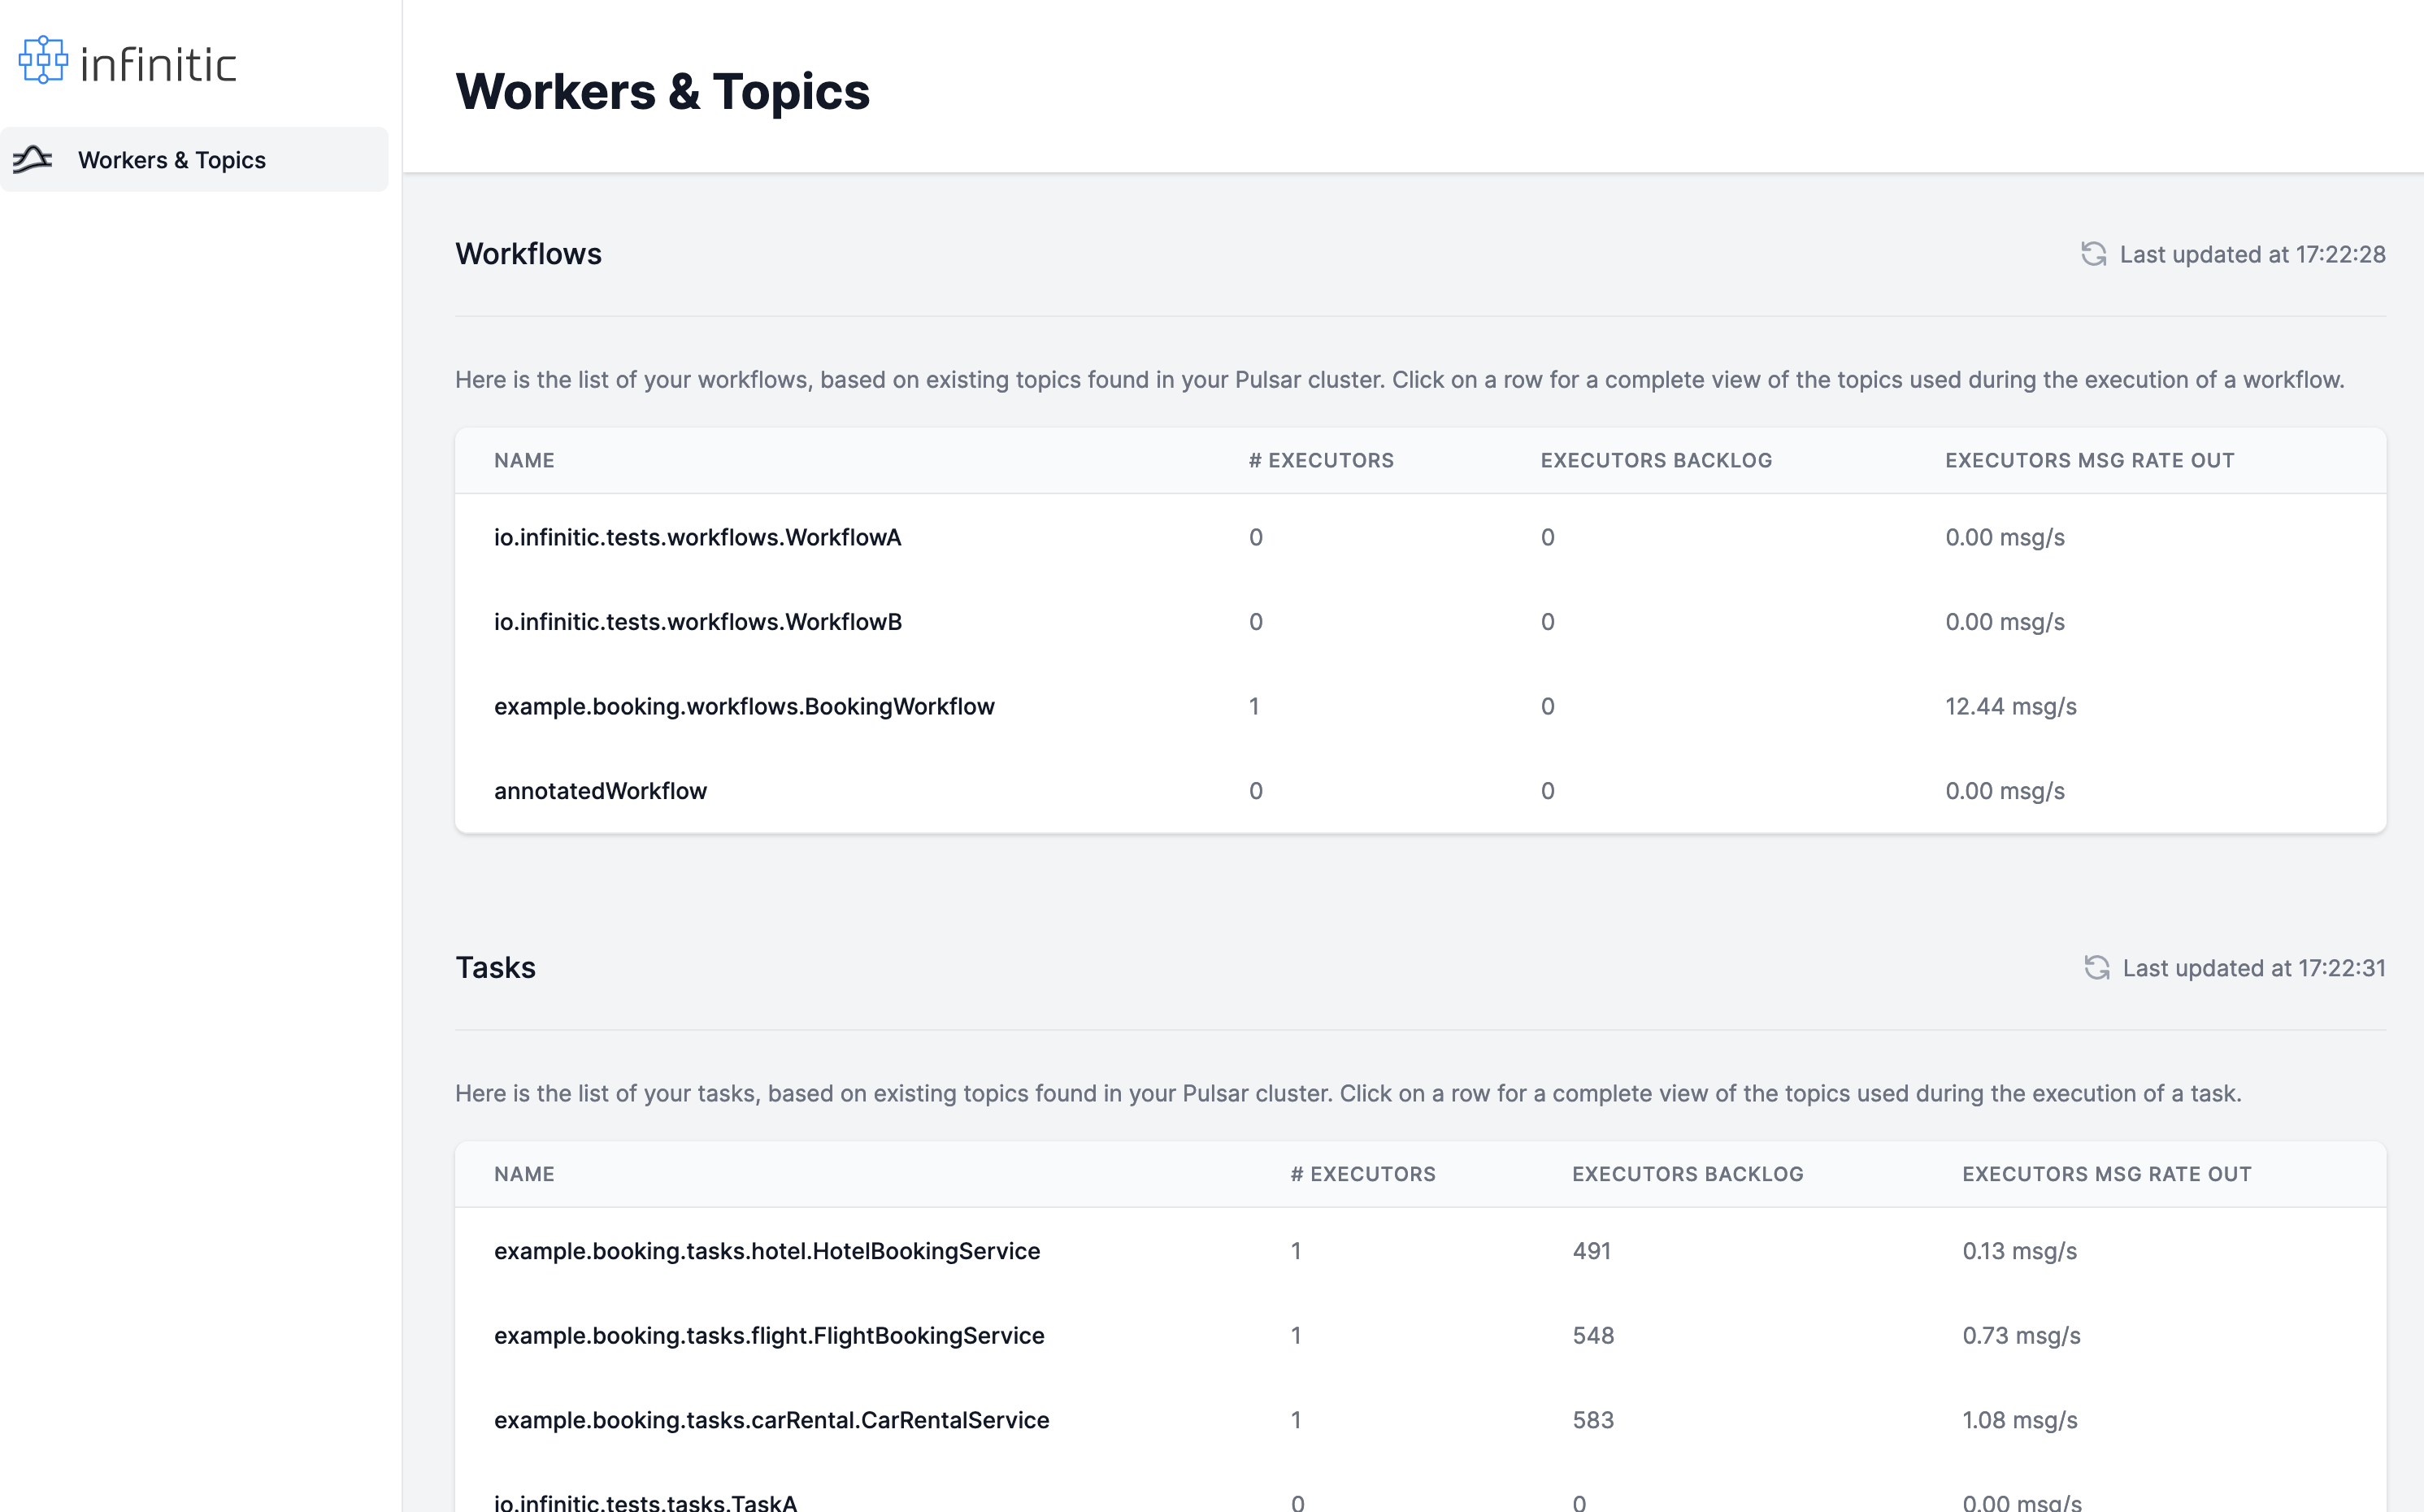 infinitic
Workers & Topics
Workers & Topics
Workflows
Last updated at 17:22:28
Here is the list of your workflows, based on existing topics found in your Pulsar cluster. Click on a row for a complete view of the topics used during the execution of a workflow.
NAME # EXECUTORS EXECUTORS BACKLOG EXECUTORS MSG RATE OUT
io.infinitic.tests.workflows.WorkflowA 0 0 0.00 msg/s
io.infinitic.tests.workflows.WorkflowB 0 0 0.00 msg/s
example.booking.workflows.BookingWorkflow 1 0 12.44 msg/s
annotatedWorkflow 0 0 0.00 msg/s
Tasks
Last updated at 17:22:31
Here is the list of your tasks, based on existing topics found in your Pulsar cluster. Click on a row for a complete view of the topics used during the execution of a task.
NAME # EXECUTORS EXECUTORS BACKLOG EXECUTORS MSG RATE OUT
example.booking.tasks.hotel.HotelBookingService 1 491 0.13 msg/s
example.booking.tasks.flight.FlightBookingService 1 548 0.73 msg/s
example.booking.tasks.carRental.CarRentalService 1 583 1.08 msg/s
io.infinitic.tests.tasks.TaskA 0 0 0.00 msg/s